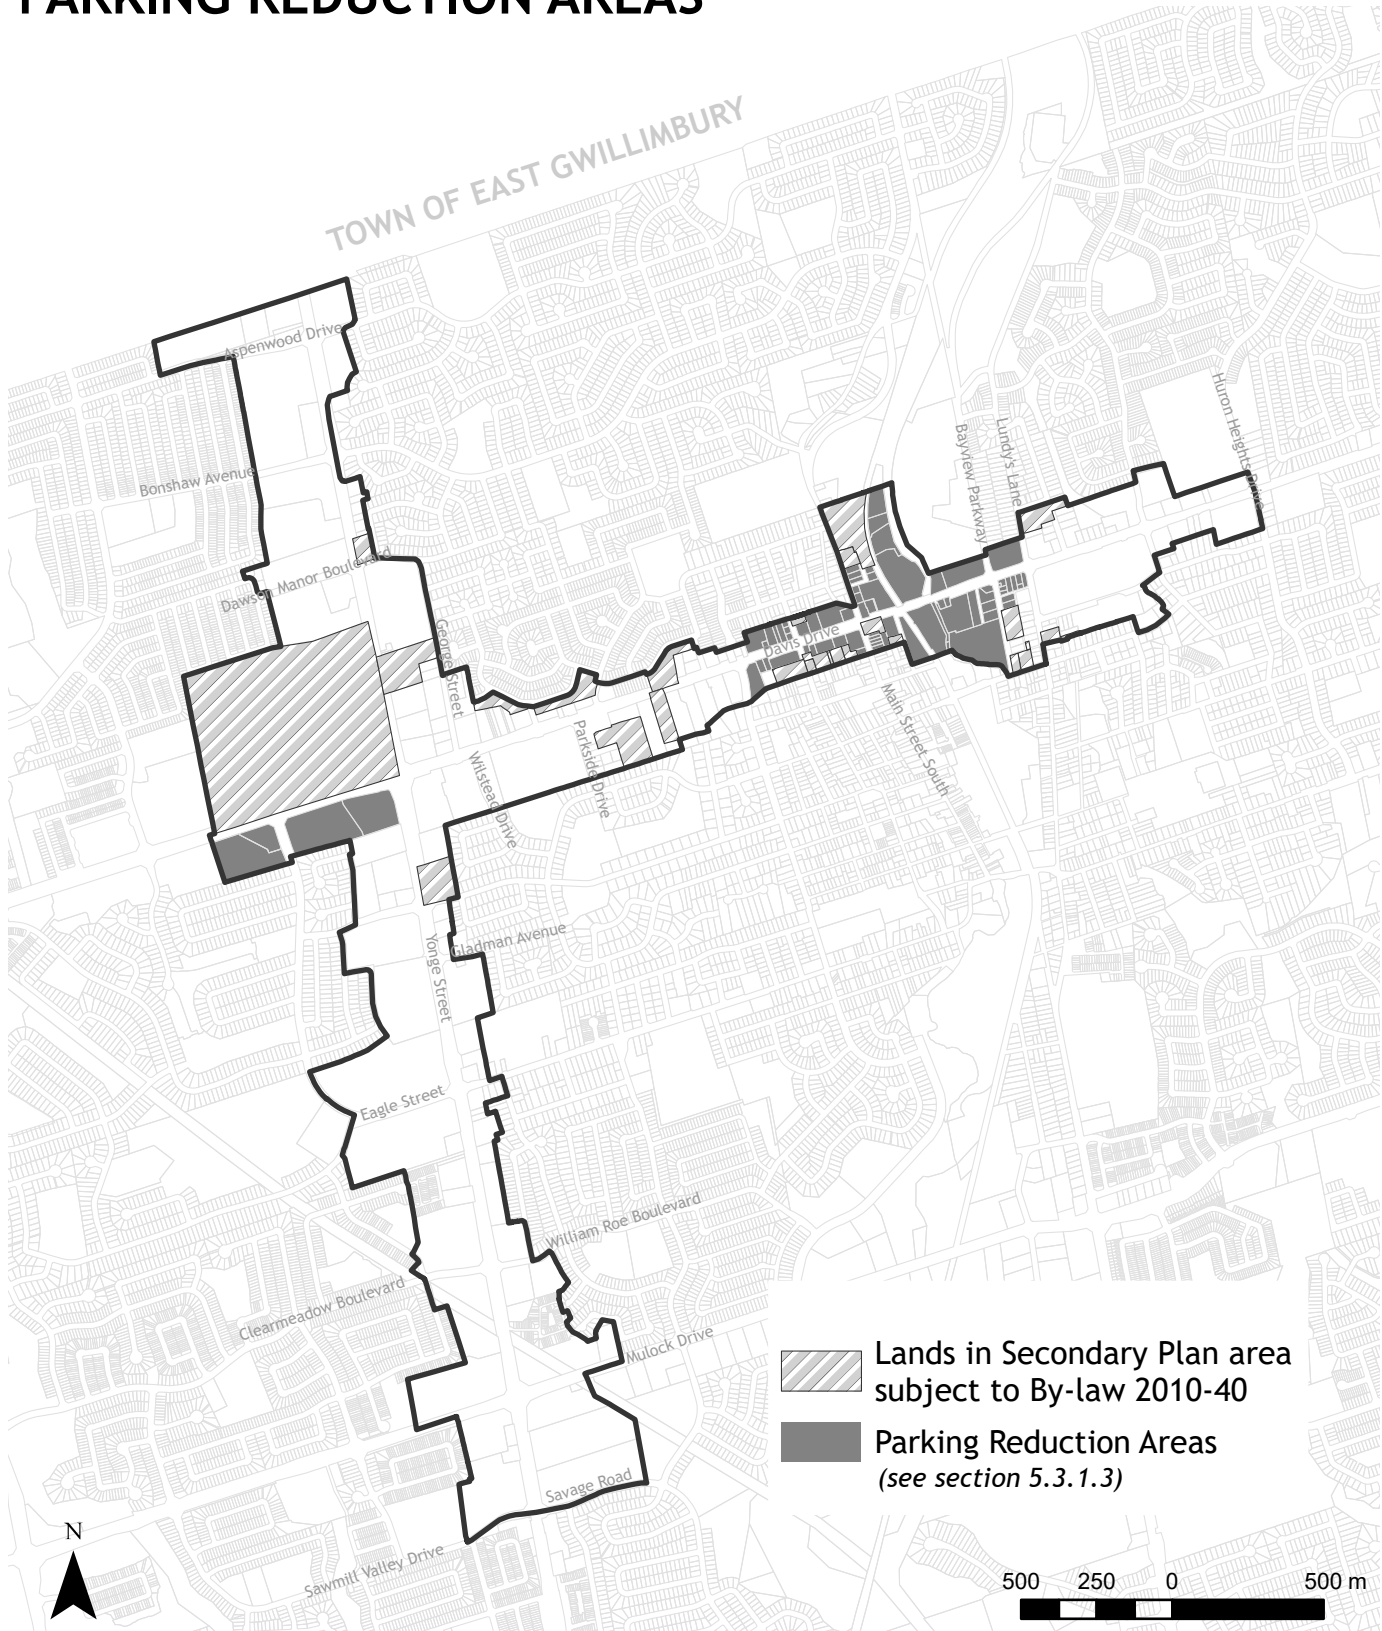 PARKING REDUCTION AREAS
TOWN OF EAST GWILLIMBURY
Aspenwood Drive
Huron Heights Drive
Lundy's Lane
Bayview Parkway
Bonshaw Avenue
Dawson Manor Boulevard
George Street
Davis Drive
Main Street South
Parkside Drive
Wilstead Drive
Gladman Avenue
Yonge Street
Eagle Street
William Roe Boulevard
Clearmeadow Boulevard
Mulock Drive
Lands in Secondary Plan area
subject to By-law 2010-40
Parking Reduction Areas
(see section 5.3.1.3)
Savage Road
Sawmill Valley Drive
N
500 250 0 500 m